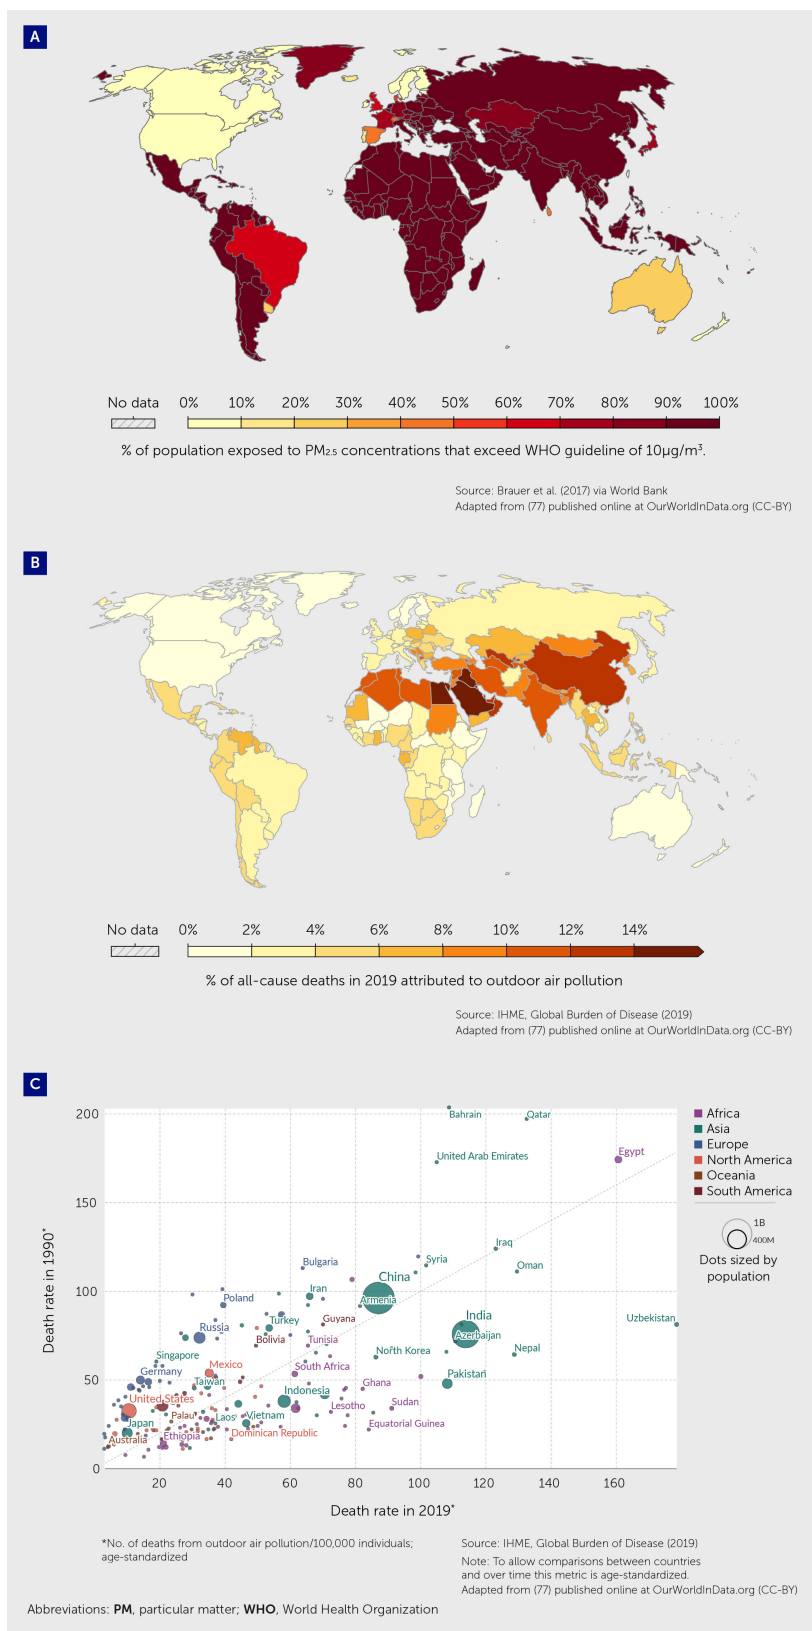 A
No data 0% 10% 20% 30% 40% 50% 60% 70% 80% 90% 100%
% of population exposed to PM2.5 concentrations that exceed WHO guideline of 10µg/m³.
Source: Brauer et al. (2017) via World Bank
Adapted from (77) published online at OurWorldInData.org (CC-BY)
B
No data 0% 2% 4% 6% 8% 10% 12% 14%
% of all-cause deaths in 2019 attributed to outdoor air pollution
Source: IHME, Global Burden of Disease (2019)
Adapted from (77) published online at OurWorldInData.org (CC-BY)
C
Death rate in 1990*
200
150
100
50
0
Bahrain
Qatar
United Arab Emirates
Egypt
Iraq
Bulgaria
Syria
Oman
China
Iran
Poland
Armenia
Guyana
India
Uzbekistan
Turkey
Russia
Azerbaijan
Bolivia
Tunisia
North Korea
Nepal
Singapore
Mexico
South Africa
Germany
Pakistan
Taiwan
Ghana
Indonesia
United States
Lesotho
Sudan
Palau
Laos
Vietnam
Japan
Equatorial Guinea
Dominican Republic
Australia
Ethiopia
20 40 60 80 100 120 140 160
Death rate in 2019*
Africa
Asia
Europe
North America
Oceania
South America
1B
400M
Dots sized by
population
*No. of deaths from outdoor air pollution/100,000 individuals;
age-standardized
Source: IHME, Global Burden of Disease (2019)
Note: To allow comparisons between countries
and over time this metric is age-standardized.
Adapted from (77) published online at OurWorldInData.org (CC-BY)
Abbreviations: PM, particular matter; WHO, World Health Organization